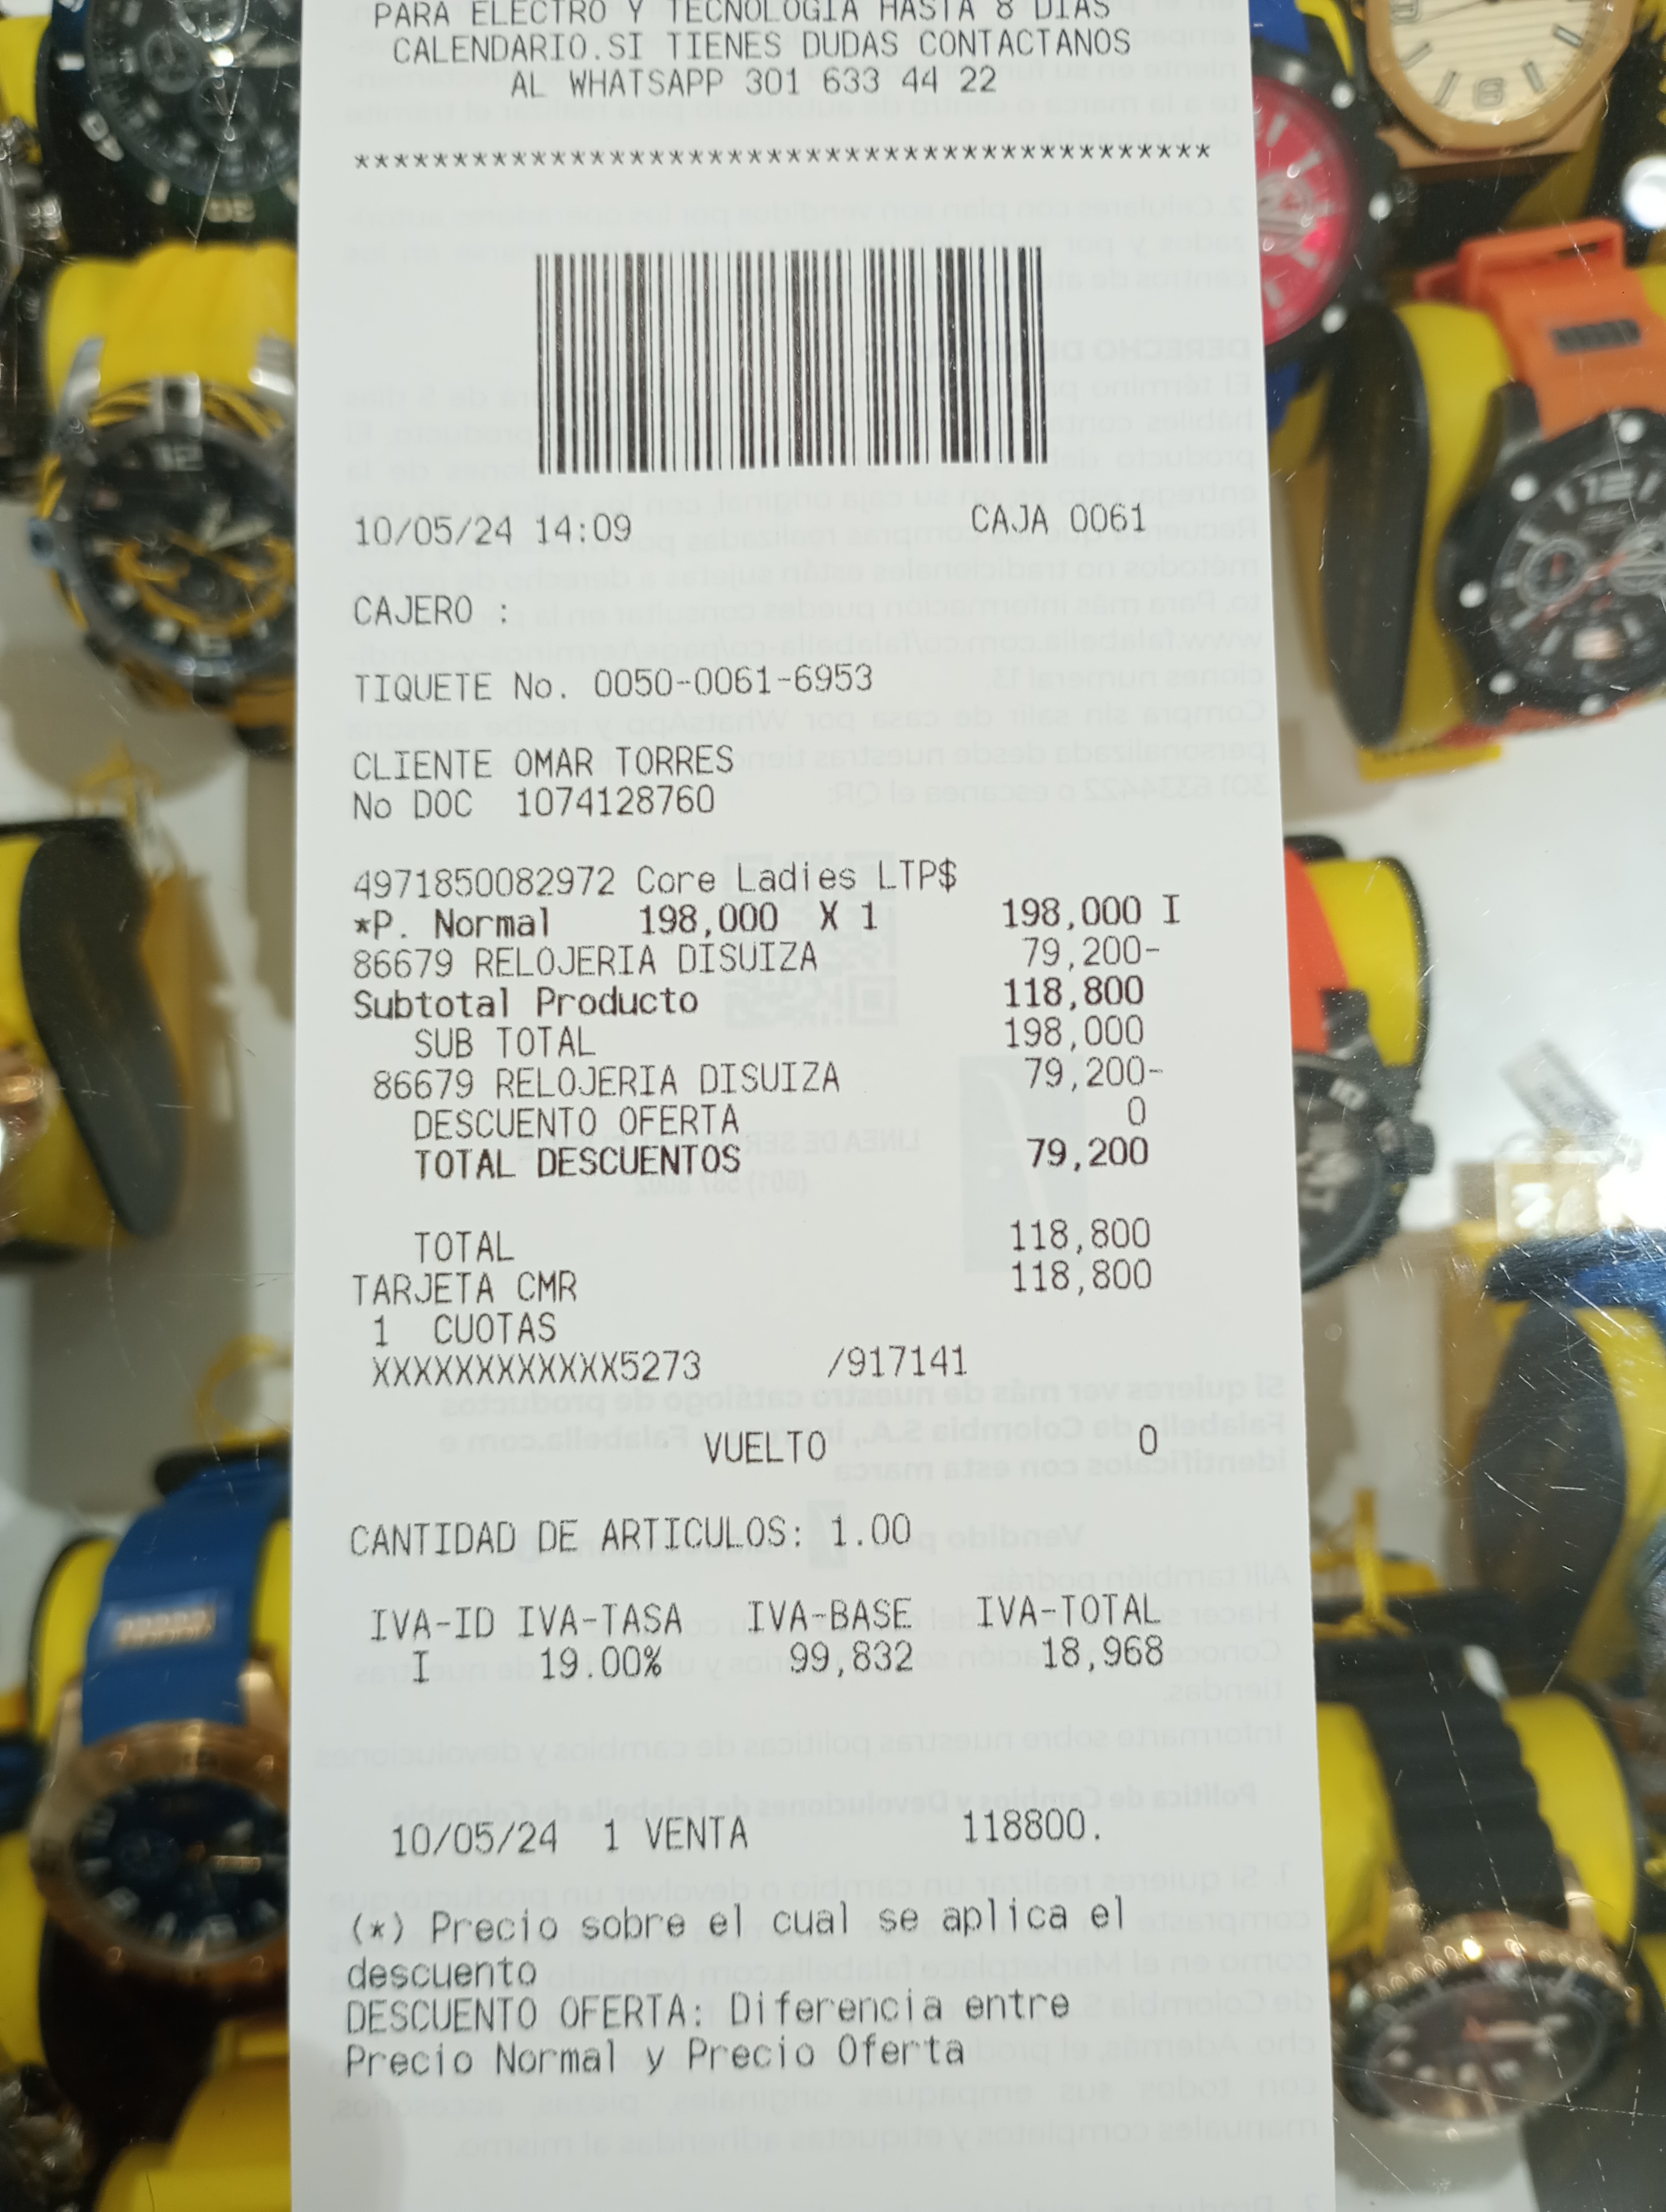 PARA ELECTRO Y TECNOLOGIA HASTA 8 DIAS
CALENDARIO.SI TIENES DUDAS CONTACTANOS
AL WHATSAPP 301 633 44 22
*******************************************
10/05/24 14:09 CAJA 0061
CAJERO :
TIQUETE No. 0050-0061-6953
CLIENTE OMAR TORRES
No DOC 1074128760
4971850082972 Core Ladies LTP$
*P. Normal 198,000 X 1 198,000 I
86679 RELOJERIA DISUIZA 79,200-
Subtotal Producto 118,800
SUB TOTAL 198,000
86679 RELOJERIA DISUIZA 79,200-
DESCUENTO OFERTA 0
TOTAL DESCUENTOS 79,200
TOTAL 118,800
TARJETA CMR 118,800
1 CUOTAS
XXXXXXXXXXXX5273 /917141
VUELTO 0
CANTIDAD DE ARTICULOS: 1.00
IVA-ID IVA-TASA IVA-BASE IVA-TOTAL
I 19.00% 99,832 18,968
10/05/24 1 VENTA 118800.
(*) Precio sobre el cual se aplica el
descuento
DESCUENTO OFERTA: Diferencia entre
Precio Normal y Precio Oferta